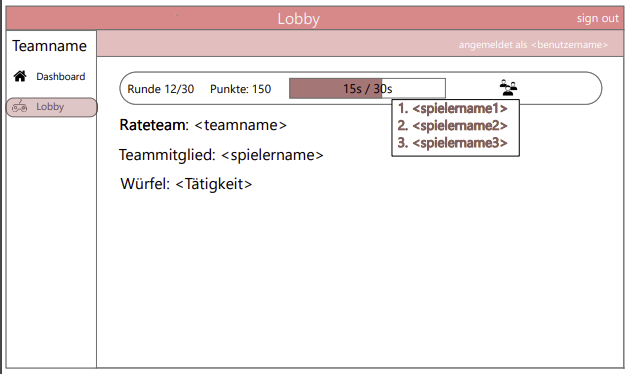 Lobby
sign out
Teamname
angemeldet als <benutzername>
Dashboard
Lobby
Runde 12/30 Punkte: 150 15s / 30s
1. <spielername1>
2. <spielername2>
3. <spielername3>
Rateteam: <teamname>
Teammitglied: <spielername>
Würfel: <Tätigkeit>